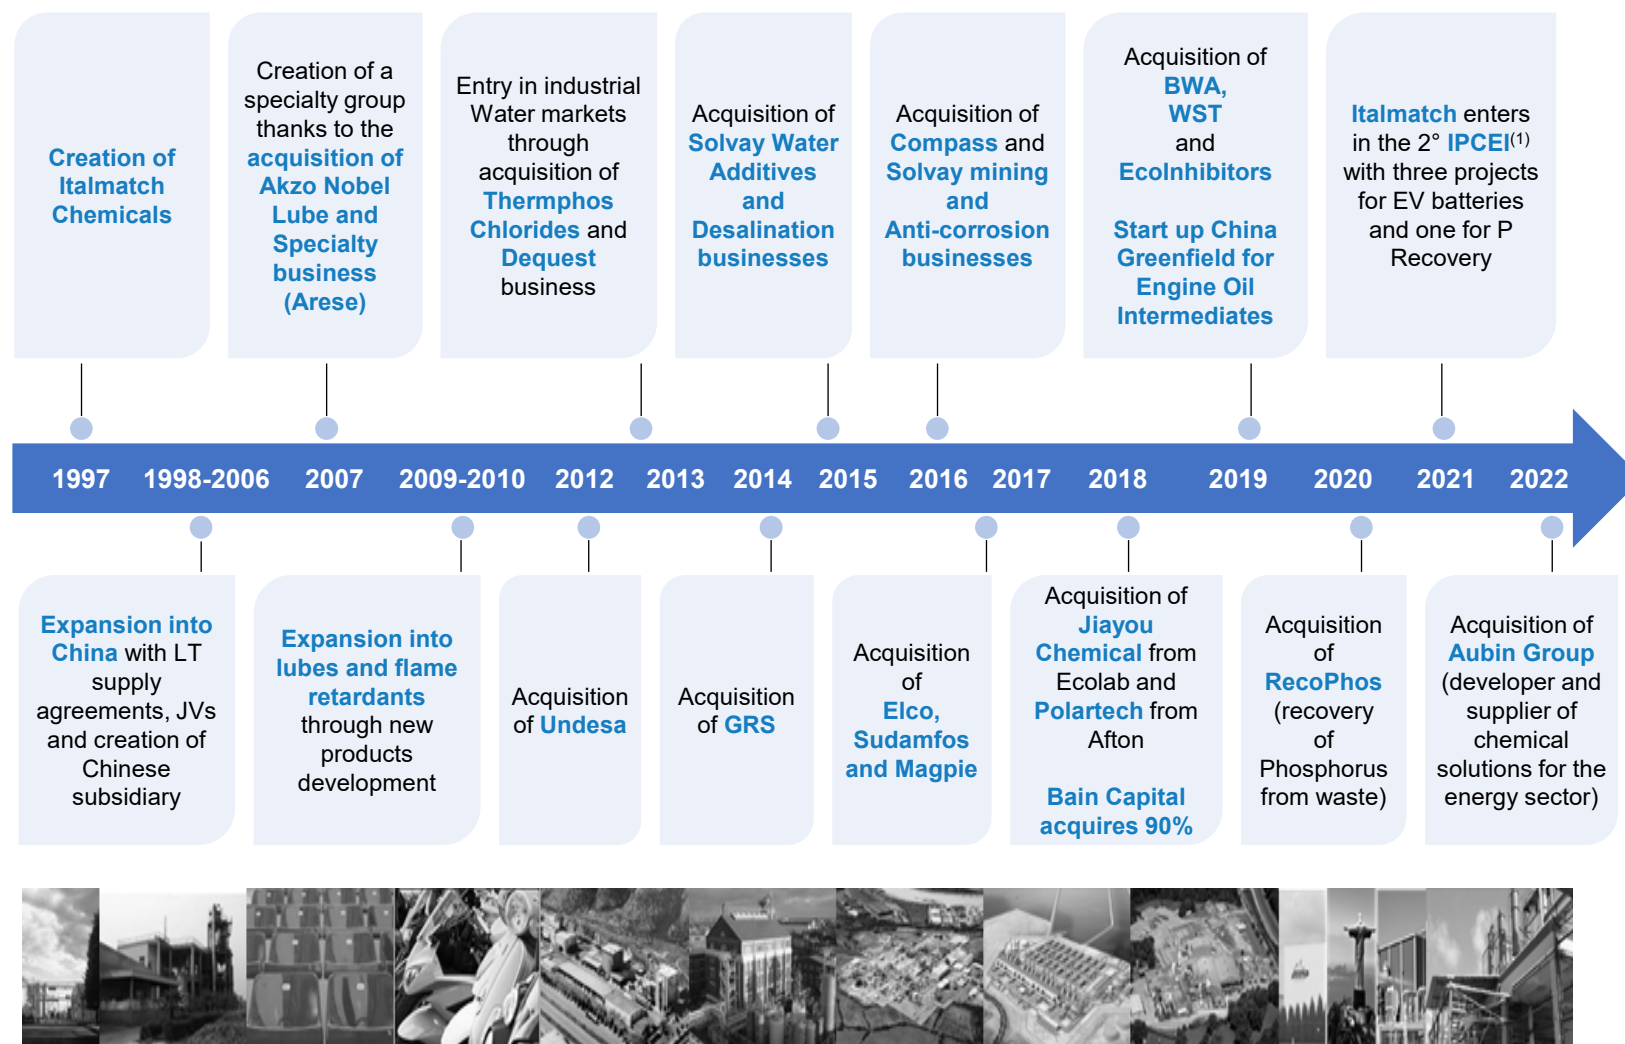 Creation of
Italmatch
Chemicals
Creation of a
specialty group
thanks to the
acquisition of
Akzo Nobel
Lube and
Specialty
business
(Arese)
Entry in industrial
Water markets
through
acquisition of
Thermphos
Chlorides and
Dequest
business
Acquisition of
Solvay Water
Additives
and
Desalination
businesses
Acquisition of
Compass and
Solvay mining
and
Anti-corrosion
businesses
Acquisition of
BWA,
WST
and
EcoInhibitors
Start up China
Greenfield for
Engine Oil
Intermediates
Italmatch enters
in the 2° IPCEI(1)
with three projects
for EV batteries
and one for P
Recovery
1997 1998-2006 2007 2009-2010 2012 2013 2014 2015 2016 2017 2018 2019 2020 2021 2022
Expansion into
China with LT
supply
agreements, JVs
and creation of
Chinese
subsidiary
Expansion into
lubes and flame
retardants
through new
products
development
Acquisition
of Undesa
Acquisition
of GRS
Acquisition
of
Elco,
Sudamfos
and Magpie
Acquisition of
Jiayou
Chemical from
Ecolab and
Polartech from
Afton
Bain Capital
acquires 90%
Acquisition
of
RecoPhos
(recovery
of
Phosphorus
from waste)
Acquisition of
Aubin Group
(developer and
supplier of
chemical
solutions for the
energy sector)